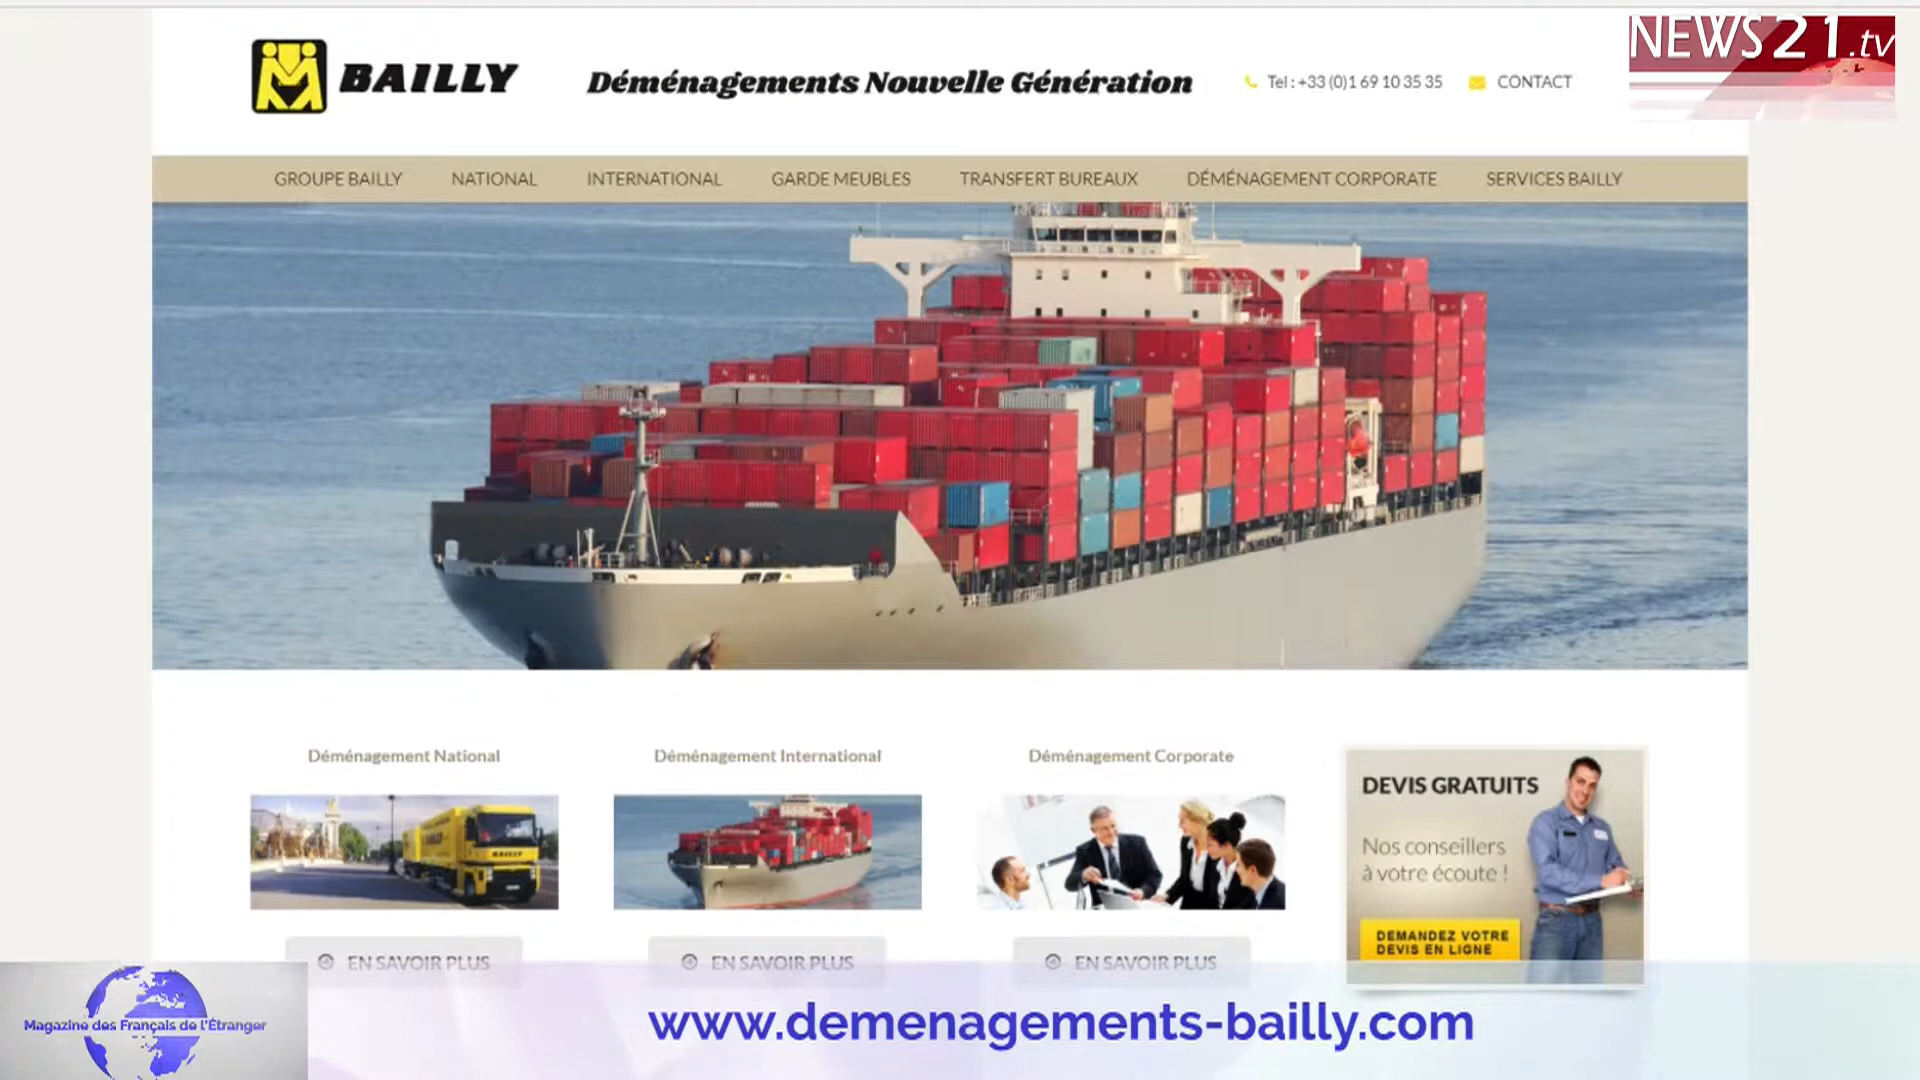 NEWS21.tv
BAILLY
Déménagements Nouvelle Génération
Tel : +33 (0)1 69 10 35 35
CONTACT
GROUPE BAILLY
NATIONAL
INTERNATIONAL
GARDE MEUBLES
TRANSFERT BUREAUX
DÉMÉNAGEMENT CORPORATE
SERVICES BAILLY
Déménagement National
Déménagement International
Déménagement Corporate
BAILLY
EN SAVOIR PLUS
EN SAVOIR PLUS
EN SAVOIR PLUS
DEVIS GRATUITS
Nos conseillers
à votre écoute !
DEMANDEZ VOTRE
DEVIS EN LIGNE
Magazine des Français de l'Étranger
www.demenagements-bailly.com